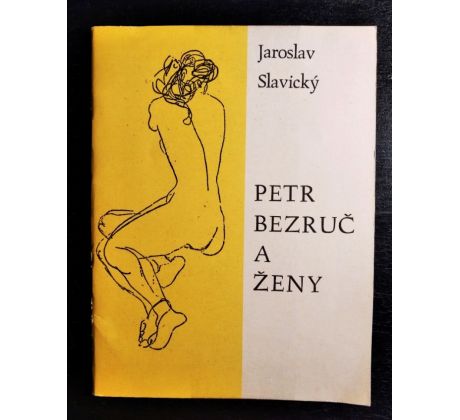 Jaroslav
Slavický
PETR
BEZRUČ
A
ŽENY